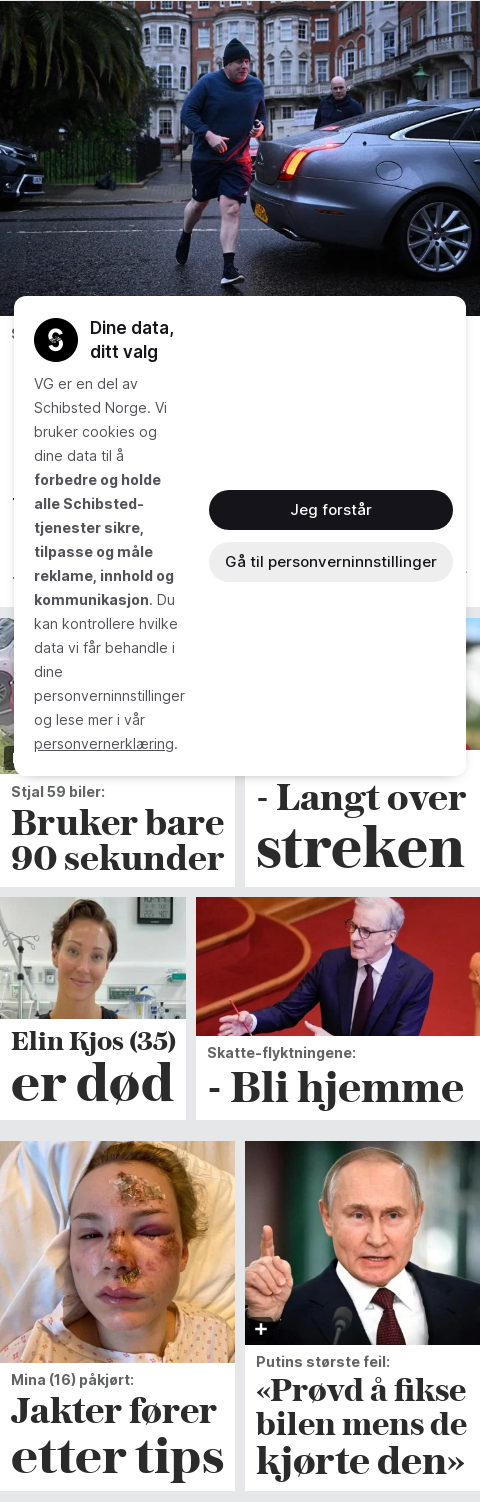 Dine data,
ditt valg
VG er en del av
Schibsted Norge. Vi
bruker cookies og
dine data til å
forbedre og holde
alle Schibsted-
tjenester sikre,
tilpasse og måle
reklame, innhold og
kommunikasjon. Du
kan kontrollere hvilke
data vi får behandle i
dine
personverninnstillinger
og lese mer i vår
personvernerklæring.
Jeg forstår
Gå til personverninnstillinger
Stjal 59 biler:
Bruker bare
90 sekunder
- Langt over
streken
Elin Kjos (35)
er død
Skatte-flyktningene:
- Bli hjemme
Mina (16) påkjørt:
Jakter fører
etter tips
Putins største feil:
«Prøvd å fikse
bilen mens de
kjørte den»